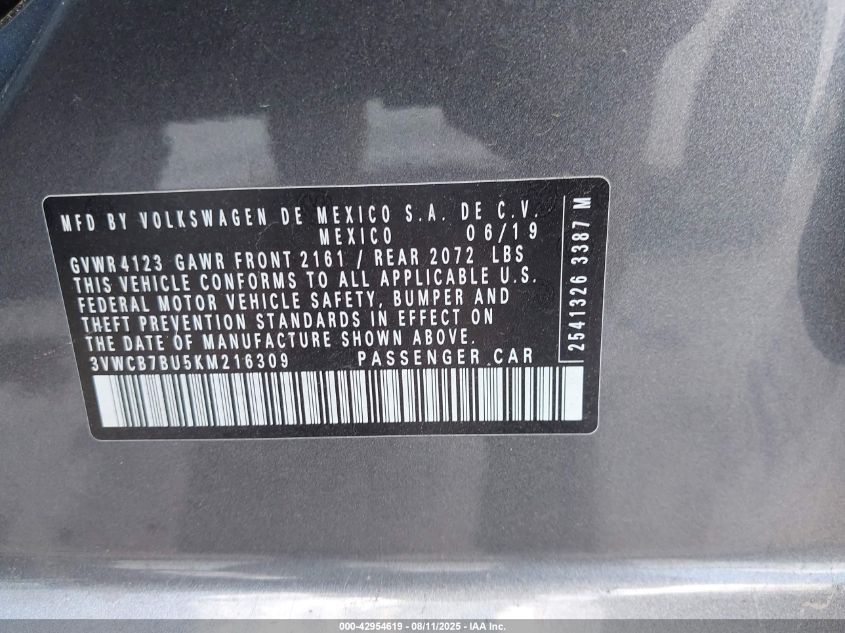 MFD BY VOLKSWAGEN DE MEXICO S.A. DE C.V.
MEXICO 06/19
GVWR 4123 GAWR FRONT 2161 / REAR 2072 LBS
THIS VEHICLE CONFORMS TO ALL APPLICABLE U.S.
FEDERAL MOTOR VEHICLE SAFETY, BUMPER AND
THEFT PREVENTION STANDARDS IN EFFECT ON
THE DATE OF MANUFACTURE SHOWN ABOVE.
3VWCB7BU5KM216309 PASSENGER CAR
2541326 3387 M
000-42954619 - 08/11/2025 - IAA Inc.